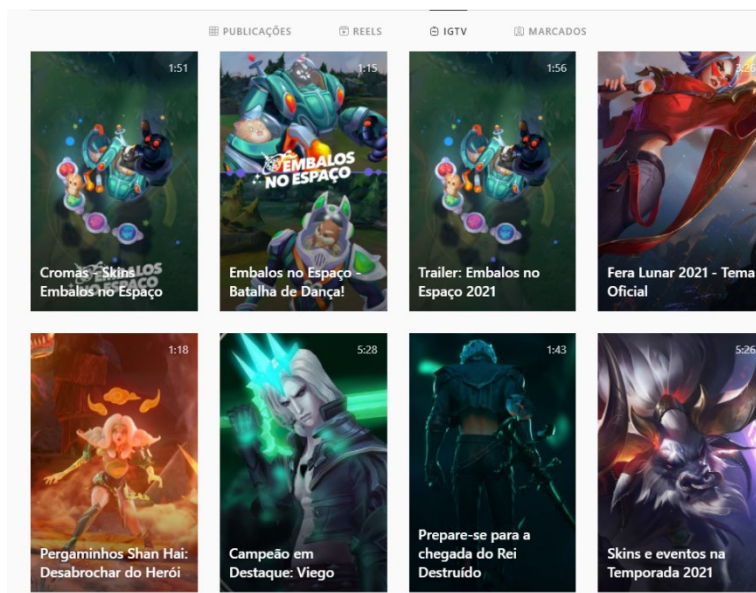 PUBLICAÇÕES REELS IGTV MARCADOS
1:51
1:15
1:56
5:26
EMBALOS
NO ESPAÇO
Cromas - Skins
Embalos no Espaço
Embalos no Espaço -
Batalha de Dança!
Trailer: Embalos no
Espaço 2021
Fera Lunar 2021 - Tema
Oficial
1:18
5:28
1:43
5:26
Pergaminhos Shan Hai:
Desabrochar do Herói
Campeão em
Destaque: Viego
Prepare-se para a
chegada do Rei
Destruído
Skins e eventos na
Temporada 2021